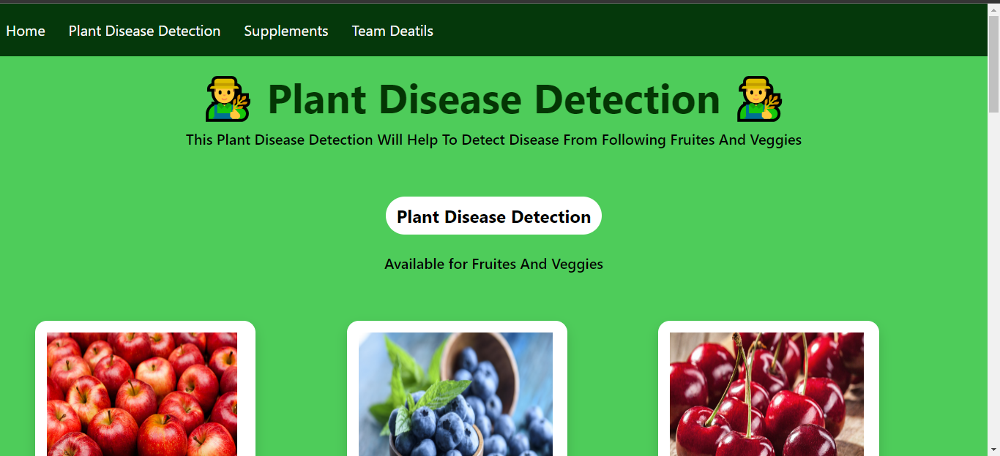 Home Plant Disease Detection Supplements Team Deatils
Plant Disease Detection
This Plant Disease Detection Will Help To Detect Disease From Following Fruites And Veggies
Plant Disease Detection
Available for Fruites And Veggies